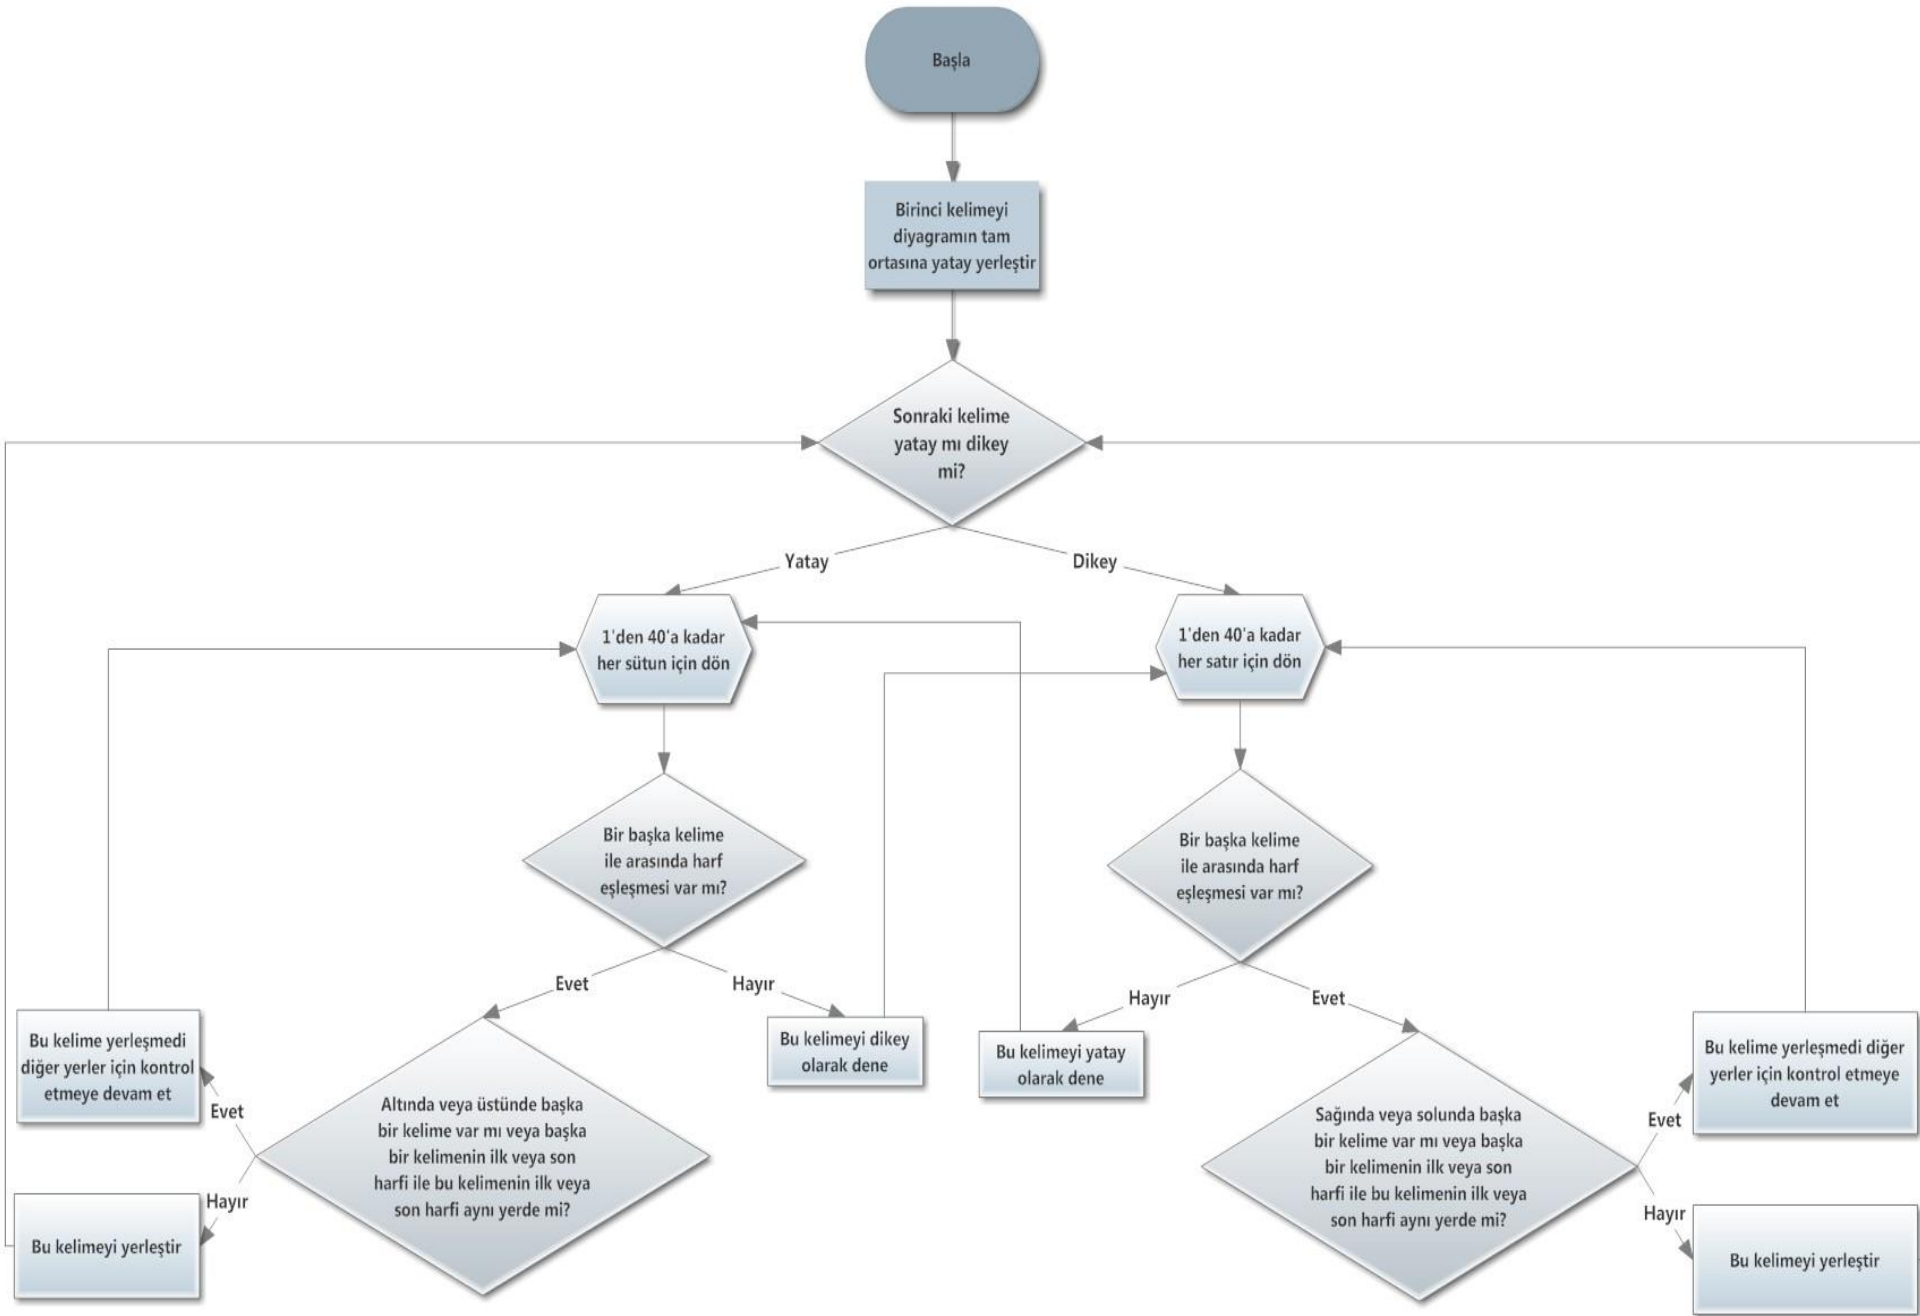 Başla
Birinci kelimeyi
diyagramın tam
ortasına yatay yerleştir
Sonraki kelime
yatay mı dikey
mi?
Yatay
Dikey
1'den 40'a kadar
her sütun için dön
1'den 40'a kadar
her satır için dön
Bir başka kelime
ile arasında harf
eşleşmesi var mı?
Bir başka kelime
ile arasında harf
eşleşmesi var mı?
Evet
Hayır
Hayır
Evet
Bu kelime yerleşmedi
diğer yerler için kontrol
etmeye devam et
Bu kelimeyi dikey
olarak dene
Bu kelimeyi yatay
olarak dene
Bu kelime yerleşmedi diğer
yerler için kontrol etmeye
devam et
Evet
Altında veya üstünde başka
bir kelime var mı veya başka
bir kelimenin ilk veya son
harfi ile bu kelimenin ilk veya
son harfi aynı yerde mi?
Sağında veya solunda başka
bir kelime var mı veya başka
bir kelimenin ilk veya son
harfi ile bu kelimenin ilk veya
son harfi aynı yerde mi?
Evet
Hayır
Hayır
Bu kelimeyi yerleştir
Bu kelimeyi yerleştir